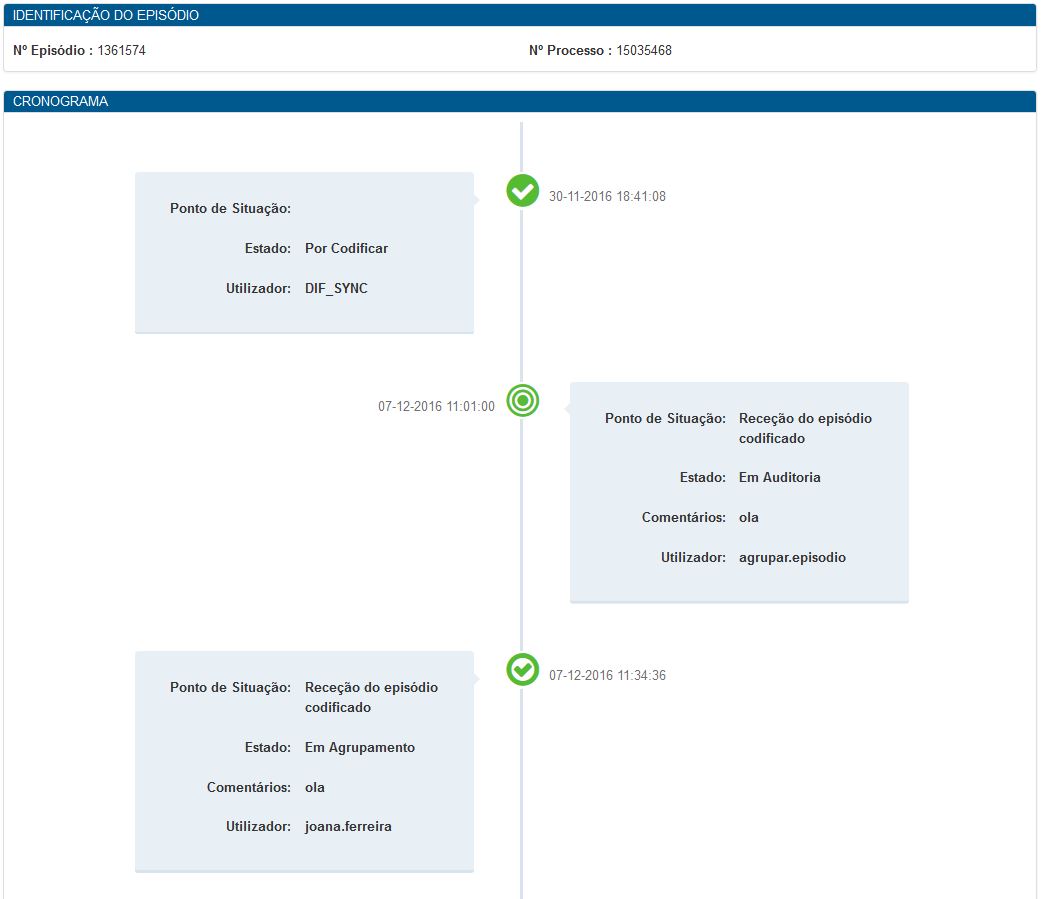 IDENTIFICAÇÃO DO EPISÓDIO
Nº Episódio : 1361574 Nº Processo : 15035468
CRONOGRAMA
30-11-2016 18:41:08
Ponto de Situação:
Estado: Por Codificar
Utilizador: DIF_SYNC
07-12-2016 11:01:00
Ponto de Situação: Receção do episódio
codificado
Estado: Em Auditoria
Comentários: ola
Utilizador: agrupar.episodio
07-12-2016 11:34:36
Ponto de Situação: Receção do episódio
codificado
Estado: Em Agrupamento
Comentários: ola
Utilizador: joana.ferreira